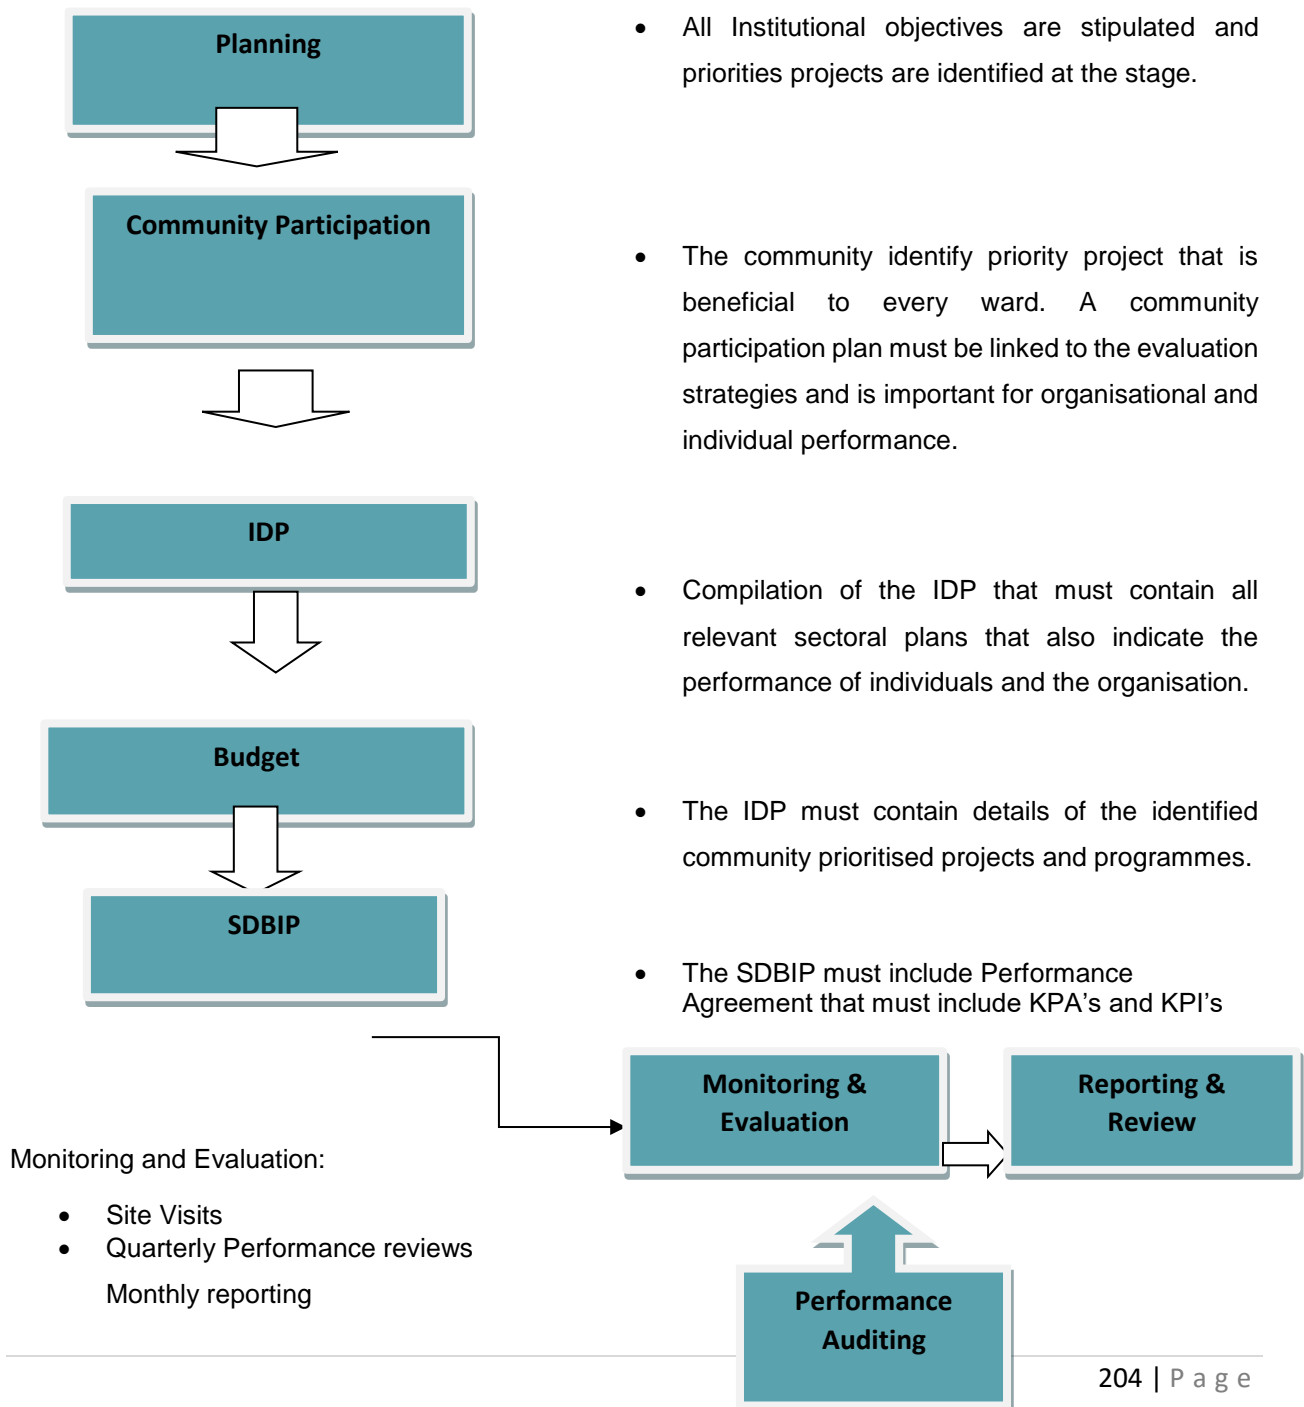 Planning
• All Institutional objectives are stipulated and
priorities projects are identified at the stage.
Community Participation
• The community identify priority project that is
beneficial to every ward. A community
participation plan must be linked to the evaluation
strategies and is important for organisational and
individual performance.
IDP
• Compilation of the IDP that must contain all
relevant sectoral plans that also indicate the
performance of individuals and the organisation.
Budget
• The IDP must contain details of the identified
community prioritised projects and programmes.
SDBIP
• The SDBIP must include Performance
Agreement that must include KPA’s and KPI’s
Monitoring &
Evaluation
Reporting &
Review
Monitoring and Evaluation:
• Site Visits
• Quarterly Performance reviews
Monthly reporting
Performance
Auditing
204 | P a g e